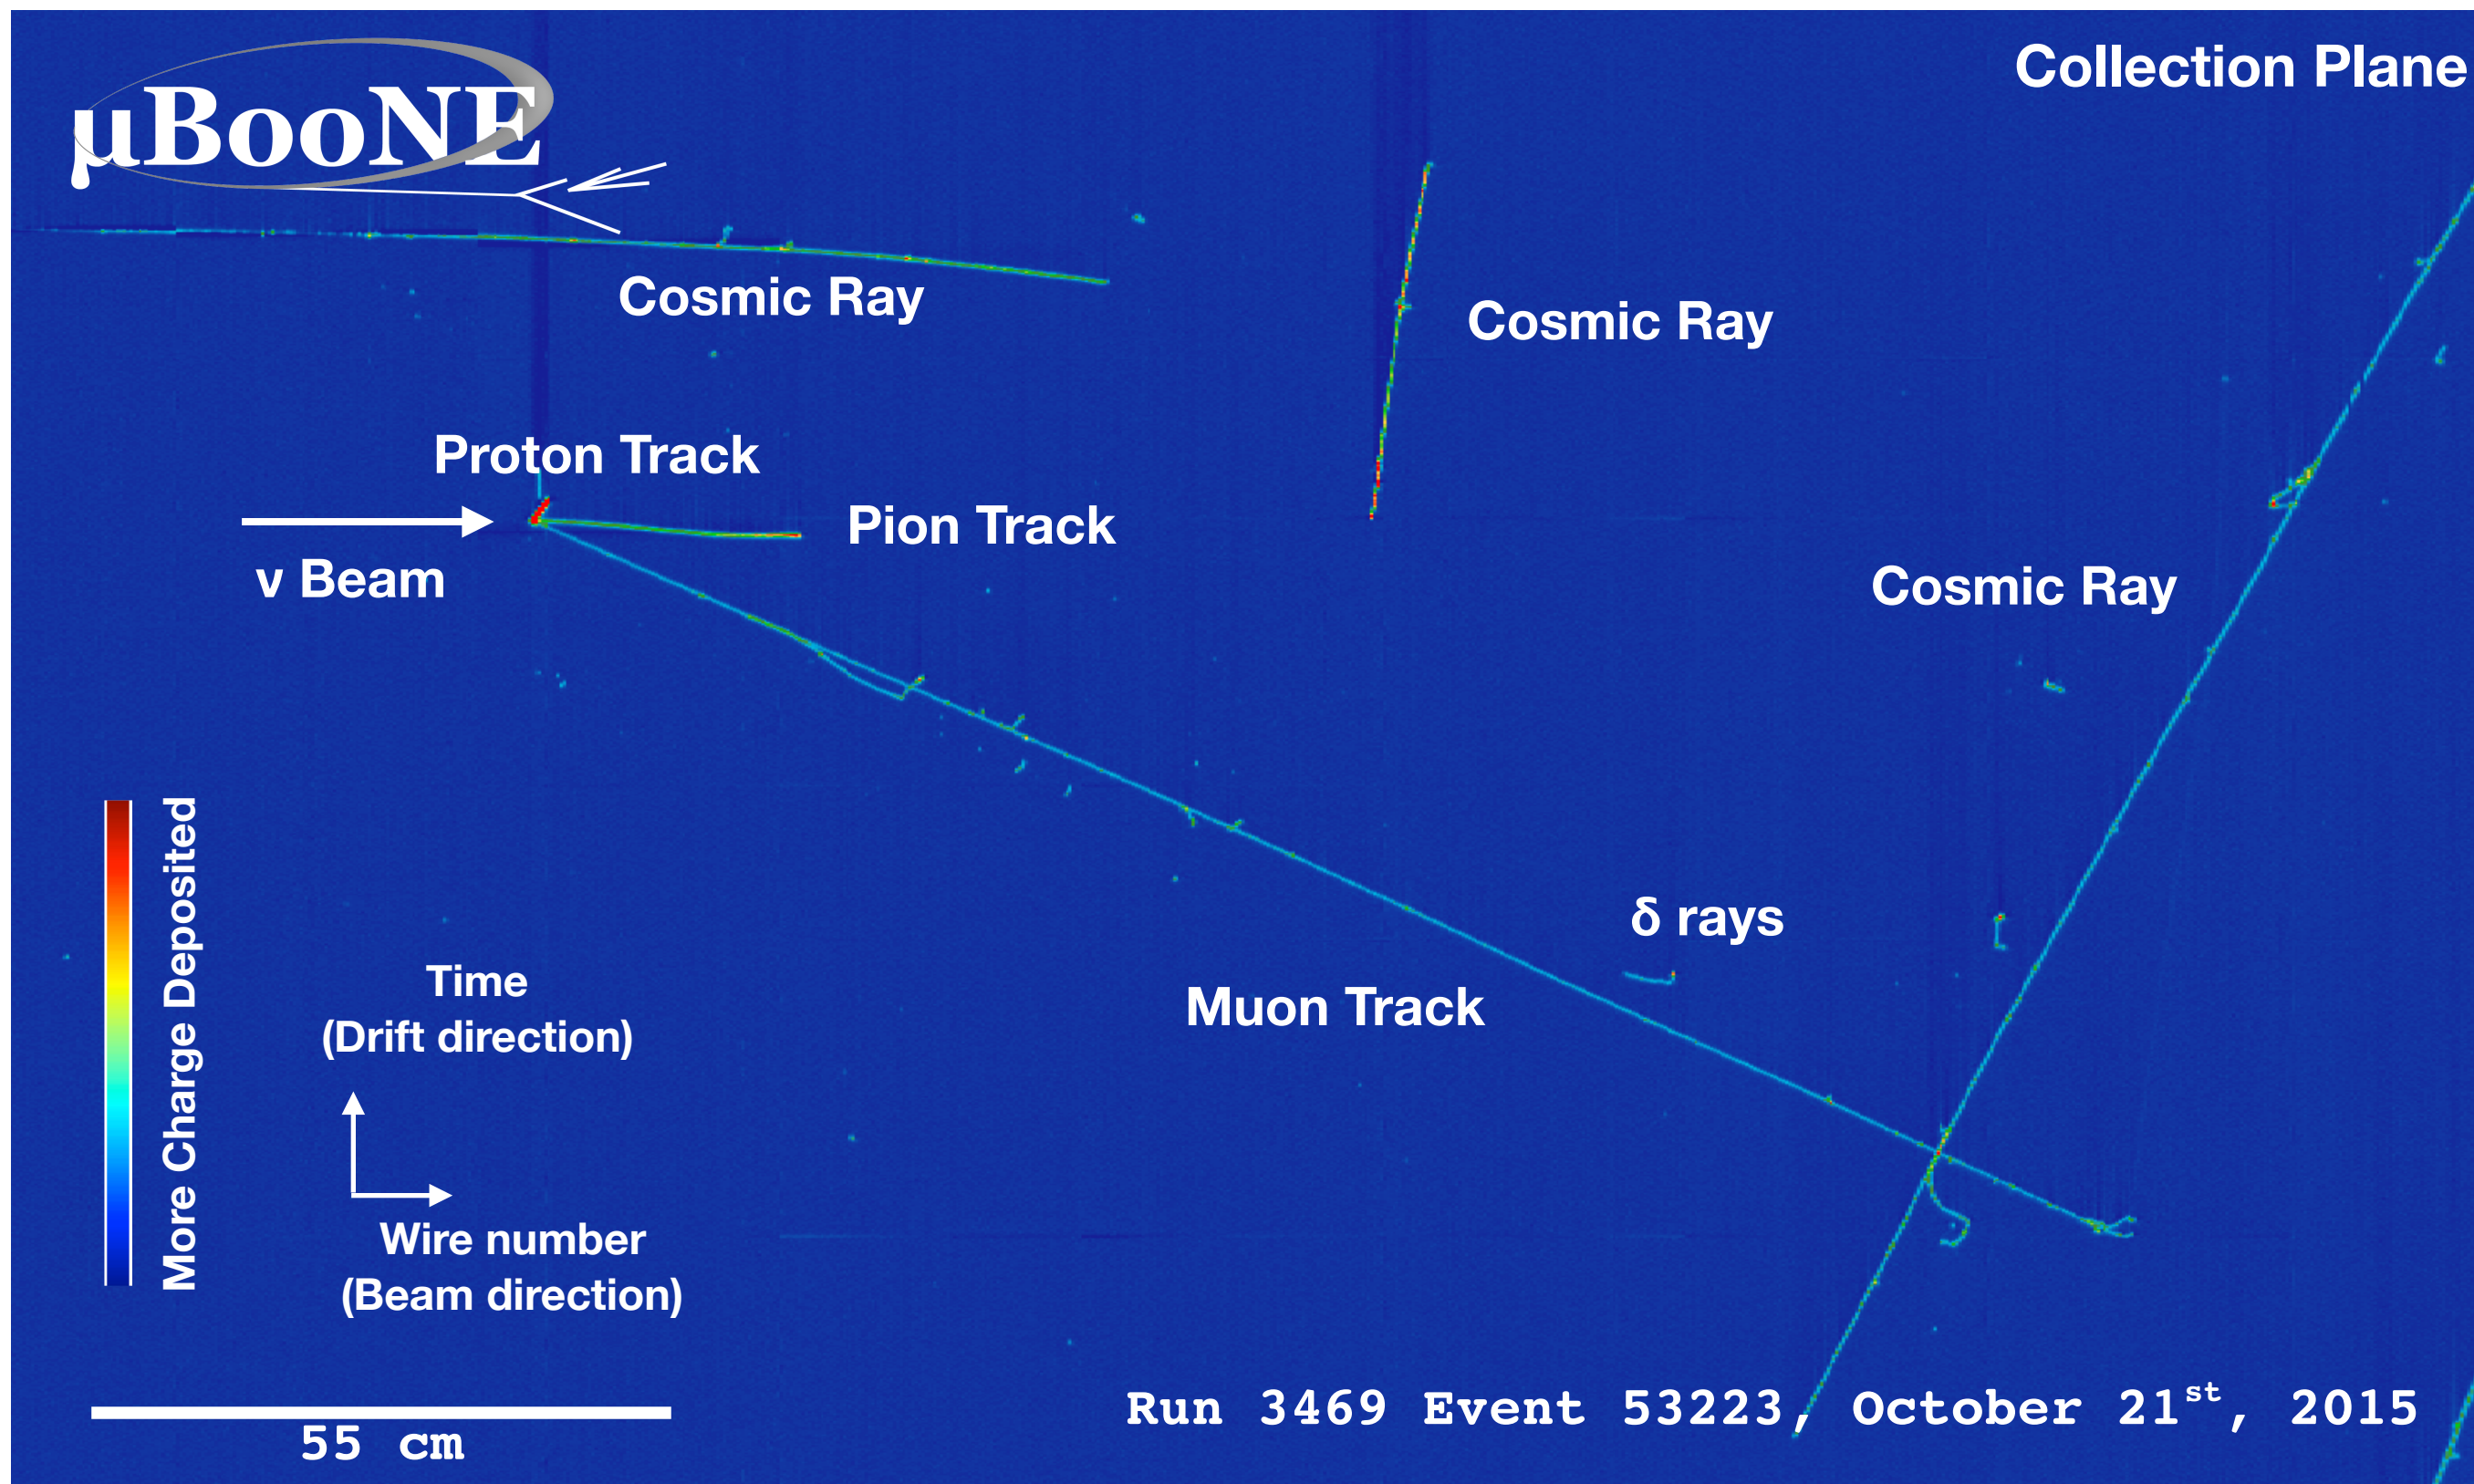 µBooNE
Collection Plane
Cosmic Ray
Cosmic Ray
Proton Track
Pion Track
ν Beam
Cosmic Ray
δ rays
Muon Track
More Charge Deposited
Time
(Drift direction)
Wire number
(Beam direction)
55 cm
Run 3469 Event 53223, October 21st, 2015